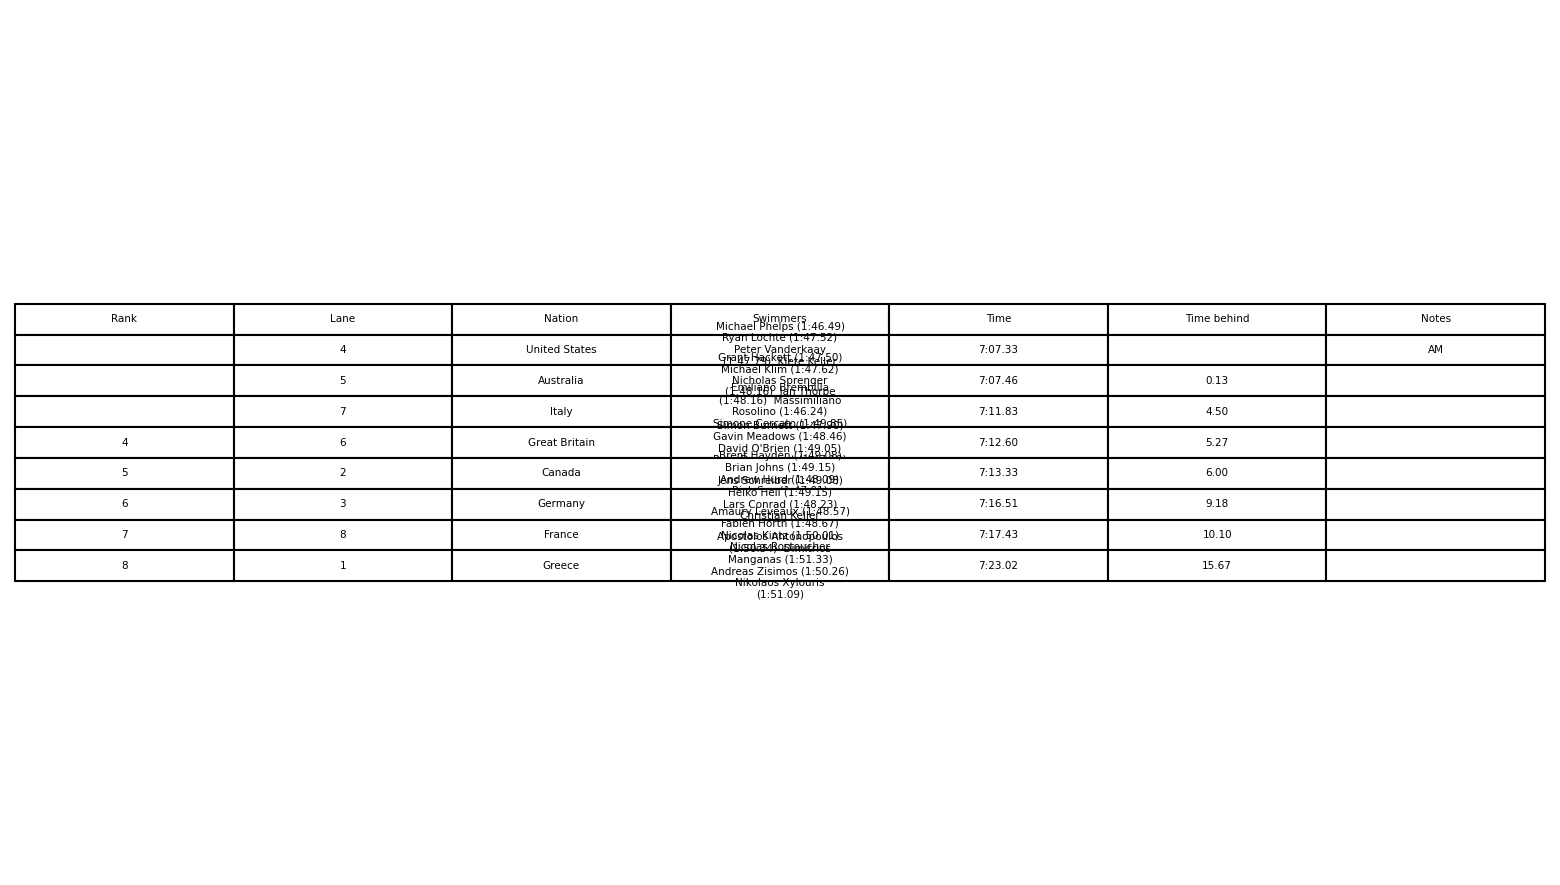 Rank Lane Nation Swimmers Time Time behind Notes
4 United States 7:07.33 AM
Michael Phelps (1:46.49)
Ryan Lochte (1:47.52)
Peter Vanderkaay
(1:47.79) Klete Keller
5 Australia 7:07.46 0.13
Grant Hackett (1:47.50)
Michael Klim (1:47.62)
Nicholas Sprenger
(1:48.16) Ian Thorpe
7 Italy 7:11.83 4.50
Emiliano Brembilla
(1:48.16) Massimiliano
Rosolino (1:46.24)
Simone Cercato (1:49.85)
4 6 Great Britain 7:12.60 5.27
Simon Burnett (1:47.90)
Gavin Meadows (1:48.46)
David O'Brien (1:49.05)
5 2 Canada 7:13.33 6.00
Brent Hayden (1:49.08)
Brian Johns (1:49.15)
Andrew Hurd (1:48.09)
6 3 Germany 7:16.51 9.18
Jens Schreiber (1:49.06)
Heiko Hell (1:49.15)
Lars Conrad (1:48.23)
Christian Keller
7 8 France 7:17.43 10.10
Amaury Leveaux (1:48.57)
Fabien Horth (1:48.67)
Nicolas Kintz (1:50.01)
Nicolas Rostoucher
8 1 Greece 7:23.02 15.67
Apostolos Antonopoulos
(1:50.34) Dimitrios
Manganas (1:51.33)
Andreas Zisimos (1:50.26)
Nikolaos Xylouris
(1:51.09)